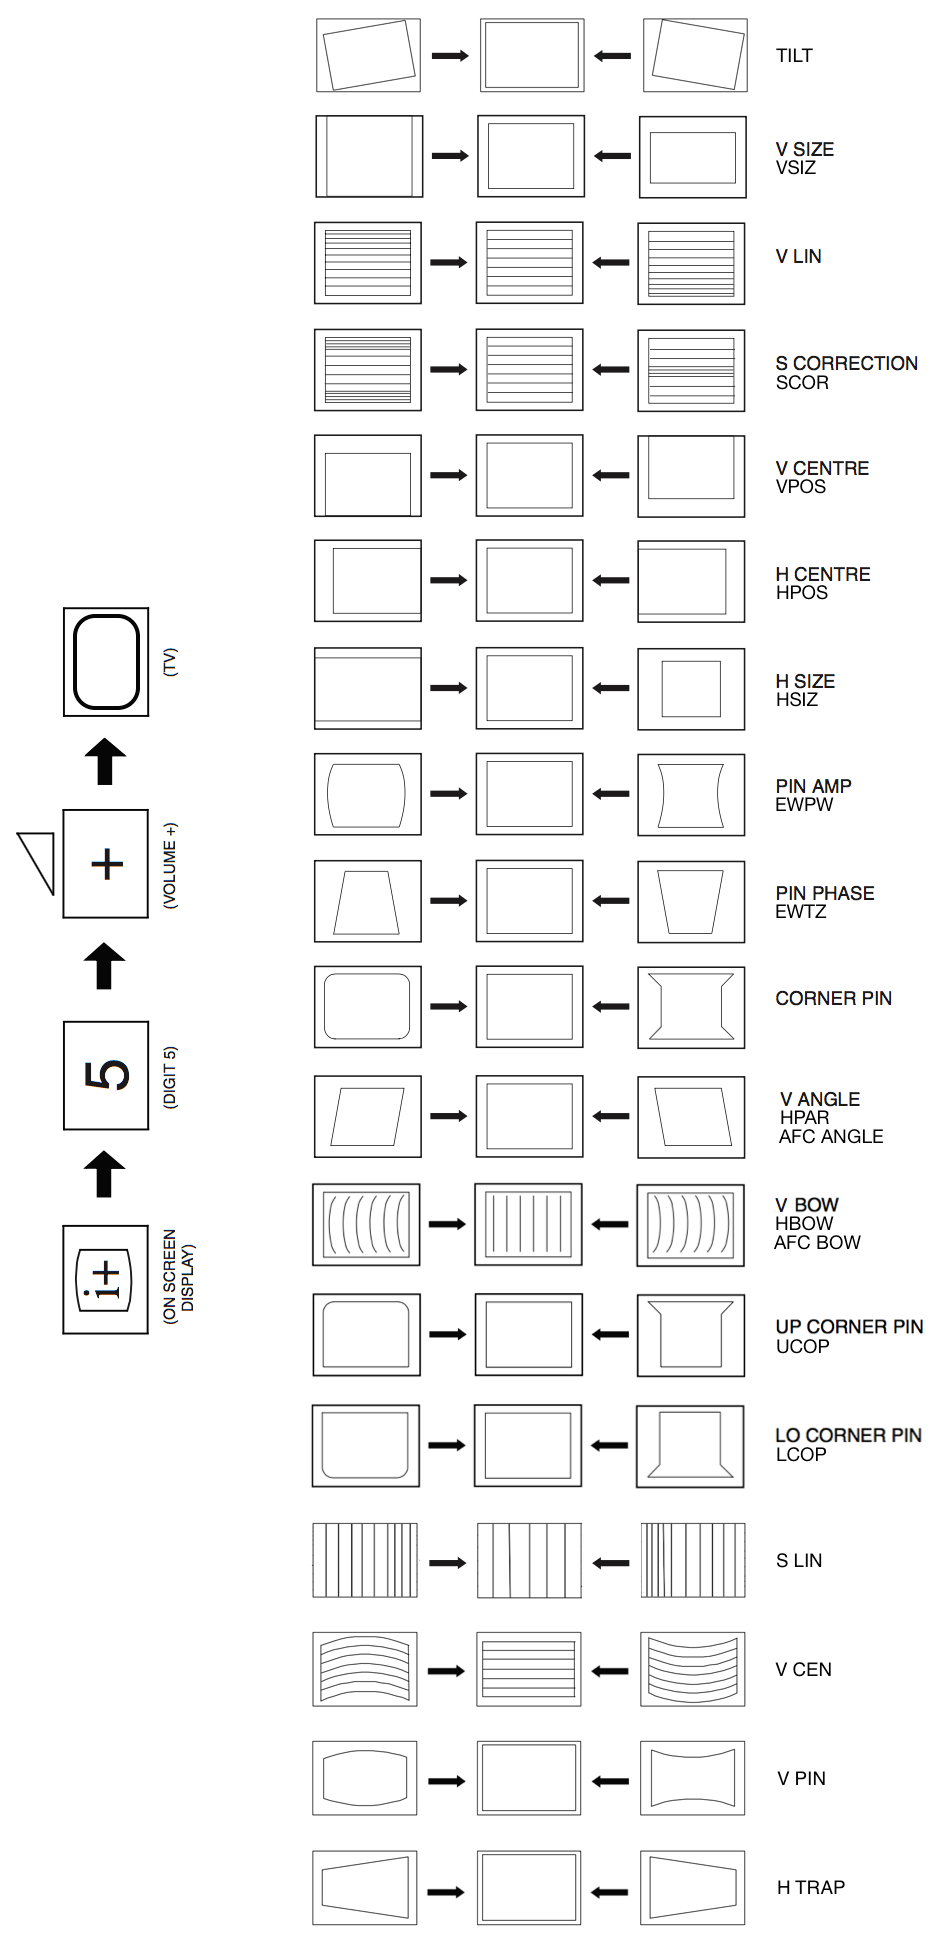 TILT
V SIZE
VSIZ
V LIN
S CORRECTION
SCOR
V CENTRE
VPOS
H CENTRE
HPOS
H SIZE
HSIZ
PIN AMP
EWPW
PIN PHASE
EWTZ
CORNER PIN
V ANGLE
HPAR
AFC ANGLE
V BOW
HBOW
AFC BOW
UP CORNER PIN
UCOP
LO CORNER PIN
LCOP
S LIN
V CEN
V PIN
H TRAP
i+
(ON SCREEN
DISPLAY)
5
(DIGIT 5)
+
(VOLUME +)
(TV)